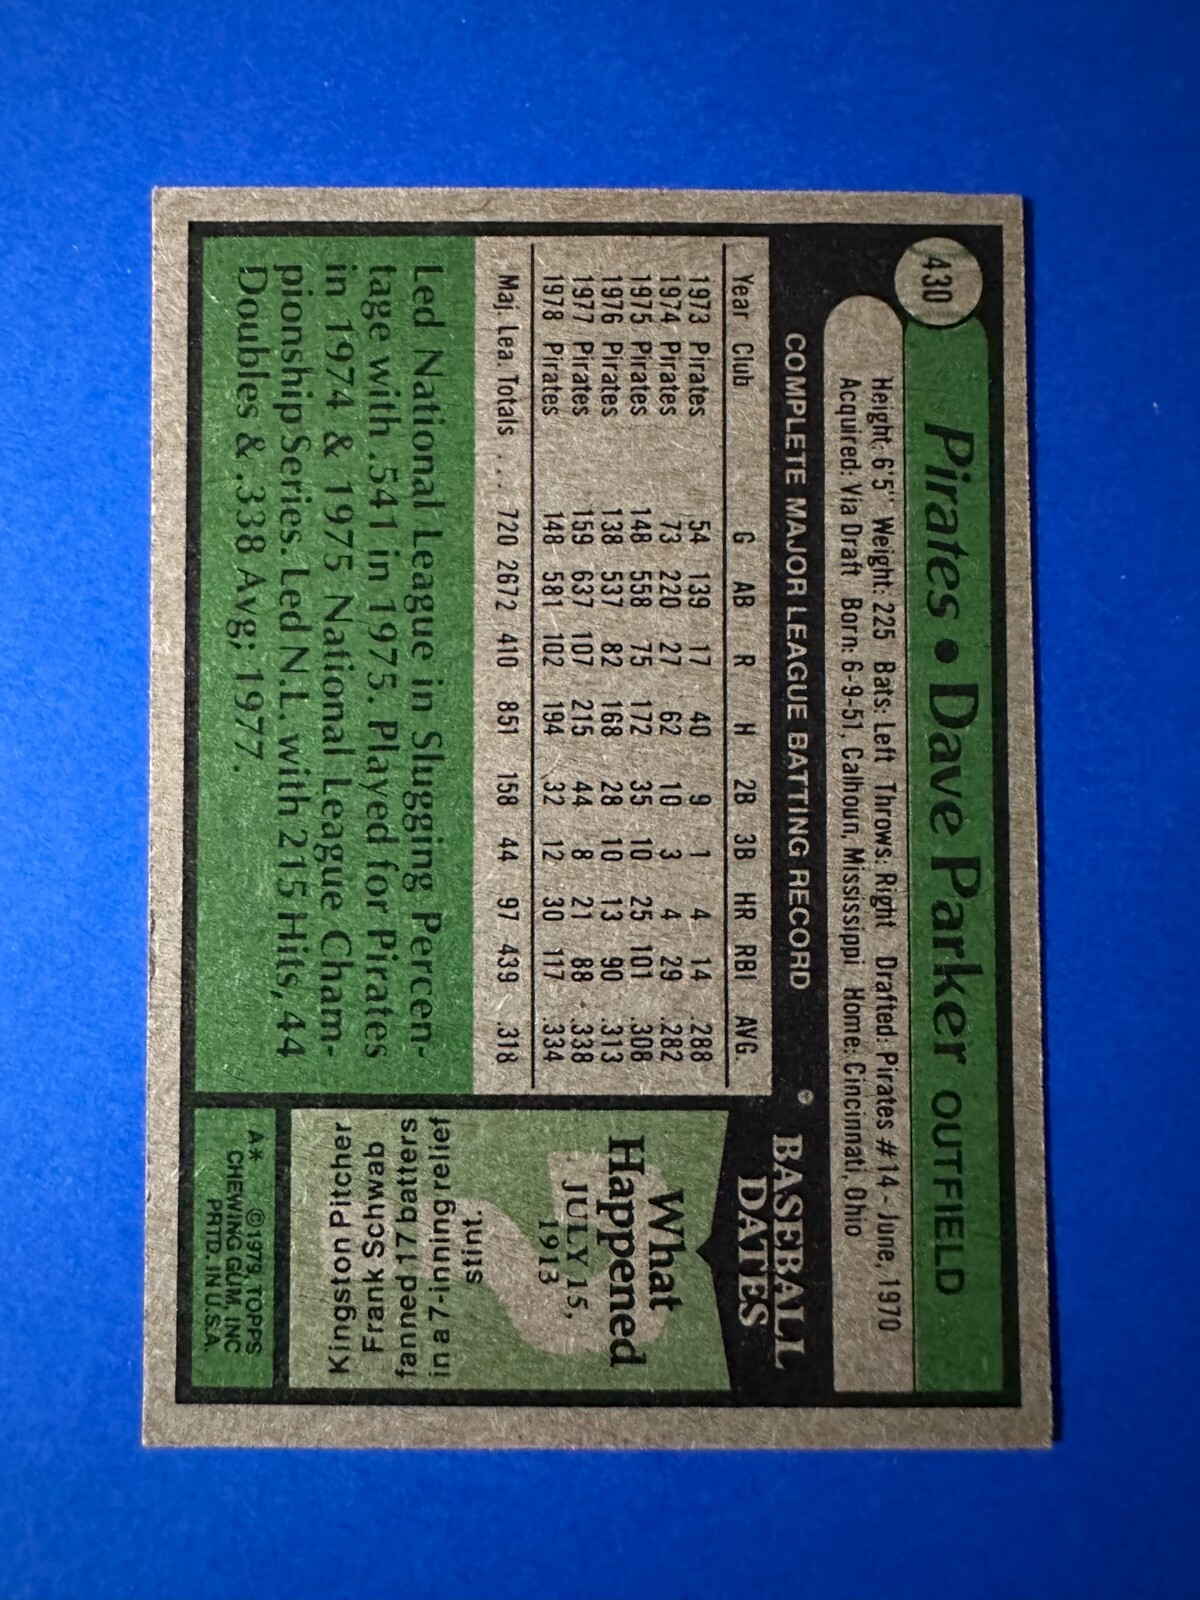 430
Pirates • Dave Parker OUTFIELD
Height: 6'5" Weight: 225 Bats: Left Throws: Right Drafted: Pirates #14 - June, 1970
Acquired: Via Draft Born: 6-9-51, Calhoun, Mississippi Home: Cincinnati, Ohio
COMPLETE MAJOR LEAGUE BATTING RECORD
Year Club G AB R H 2B 3B HR RBI AVG.
1973 Pirates 54 139 17 40 9 1 4 14 .288
1974 Pirates 73 220 27 62 10 3 4 29 .282
1975 Pirates 148 558 75 172 35 10 25 101 .308
1976 Pirates 138 537 82 168 28 10 13 90 .313
1977 Pirates 159 637 107 215 44 8 21 88 .338
1978 Pirates 148 581 102 194 32 12 30 117 .334
Maj. Lea. Totals . . . 720 2672 410 851 158 44 97 439 .318
Led National League in Slugging Percen-
tage with .541 in 1975. Played for Pirates
in 1974 & 1975 National League Cham-
pionship Series. Led N.L. with 215 Hits, 44
Doubles & .338 Avg; 1977.
BASEBALL
DATES
What
Happened
JULY 15,
1913
Kingston Pitcher
Frank Schwab
fanned 17 batters
in a 7-inning relief
stint.
A* ©1979, TOPPS
CHEWING GUM, INC
PRTD. IN U.S.A.